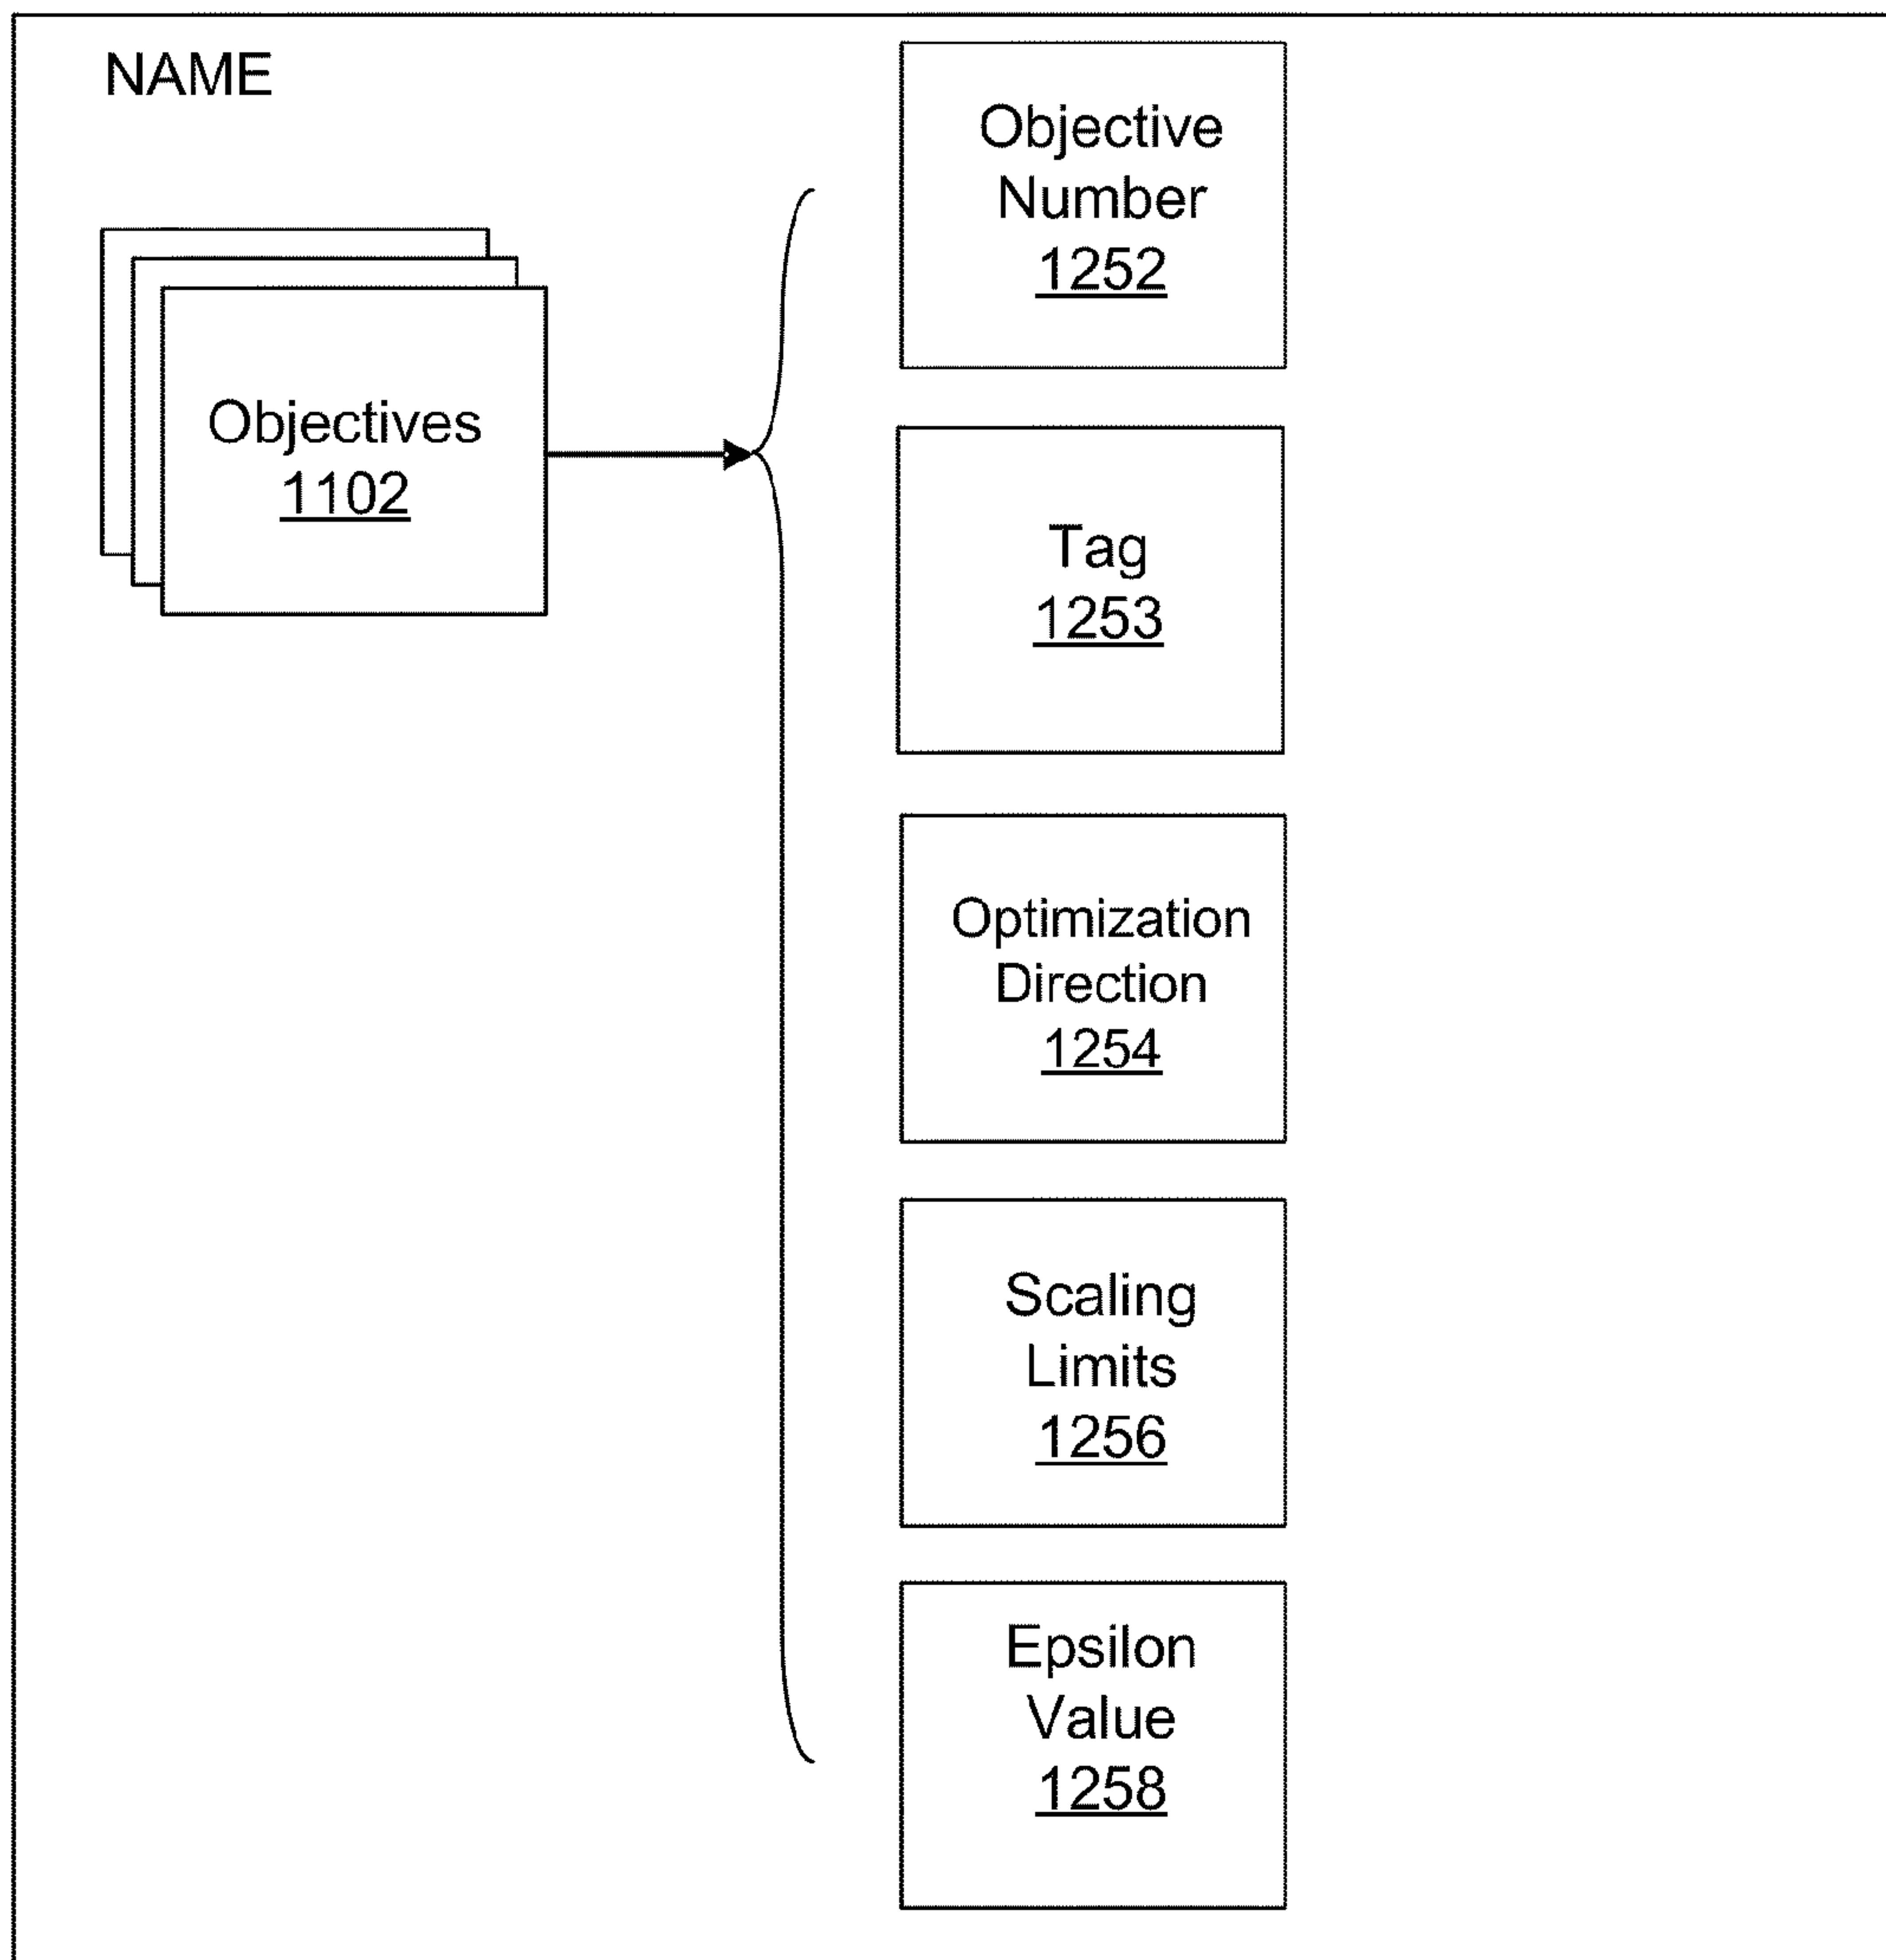 NAME
Objectives
1102
Objective
Number
1252
Tag
1253
Optimization
Direction
1254
Scaling
Limits
1256
Epsilon
Value
1258